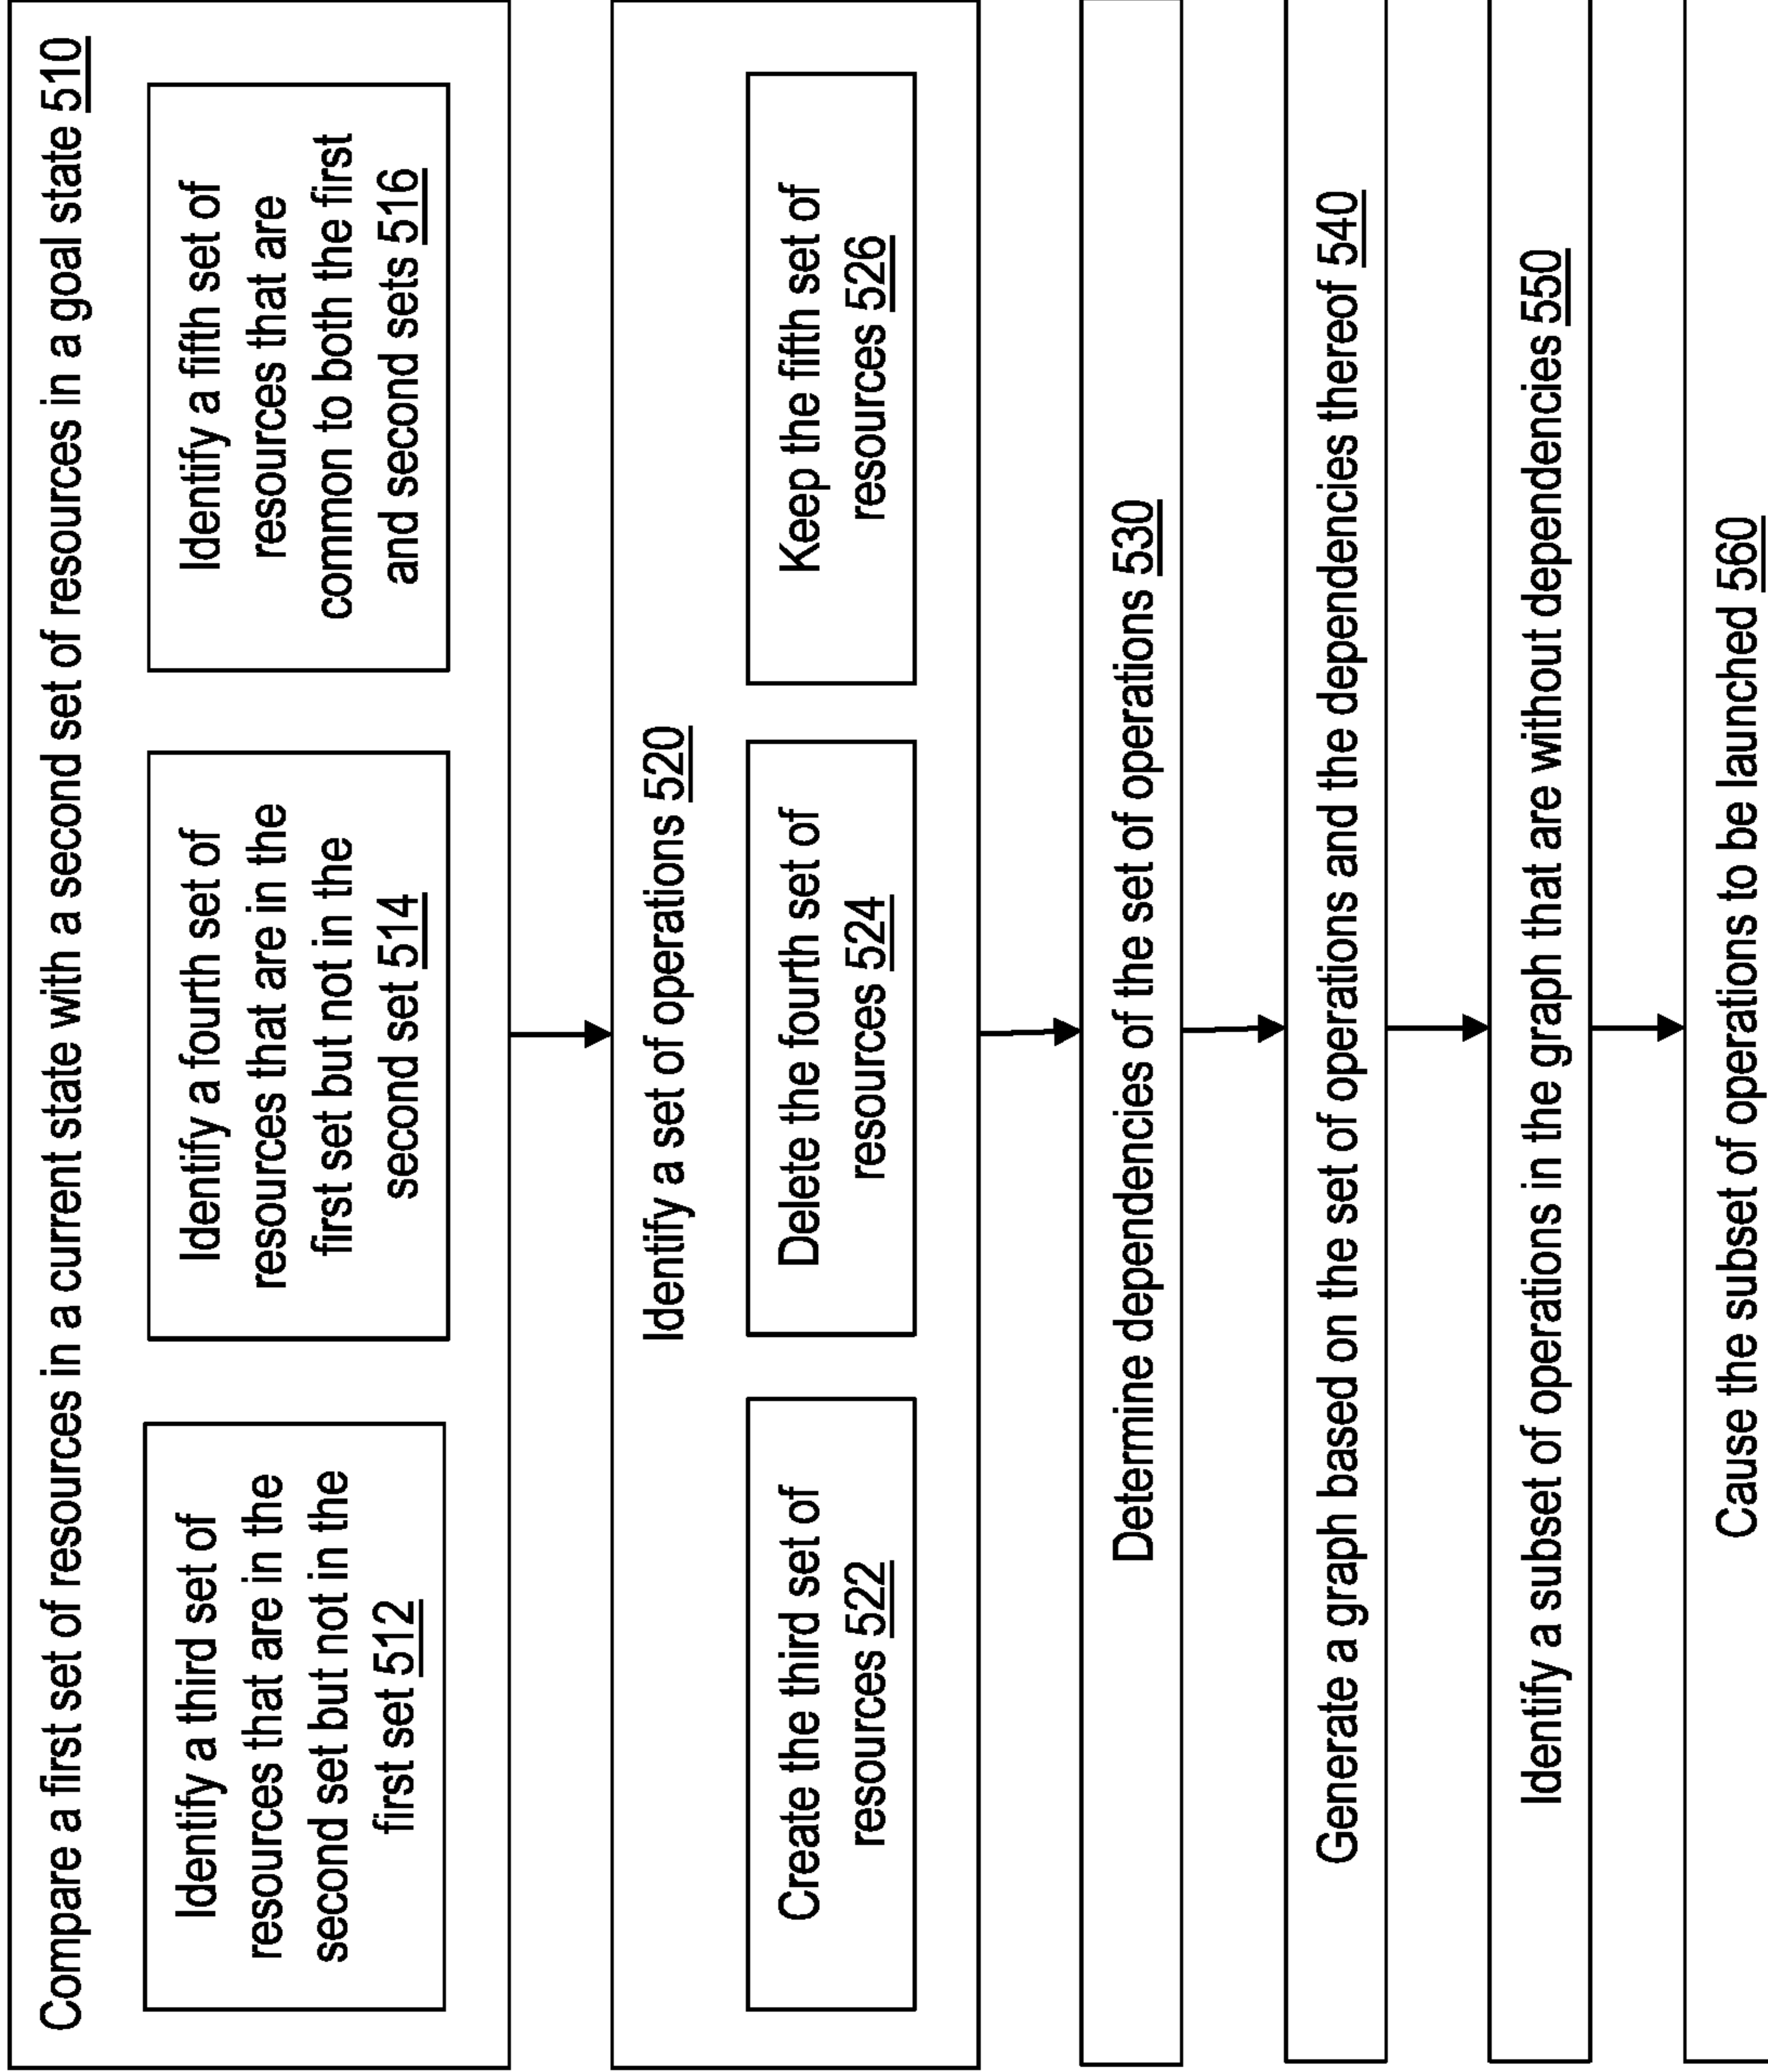 Compare a first set of resources in a current state with a second set of resources in a goal state 510
Identify a third set of
resources that are in the
second set but not in the
first set 512
Identify a fourth set of
resources that are in the
first set but not in the
second set 514
Identify a fifth set of
resources that are
common to both the first
and second sets 516
Identify a set of operations 520
Create the third set of
resources 522
Delete the fourth set of
resources 524
Keep the fifth set of
resources 526
Determine dependencies of the set of operations 530
Generate a graph based on the set of operations and the dependencies thereof 540
Identify a subset of operations in the graph that are without dependencies 550
Cause the subset of operations to be launched 560